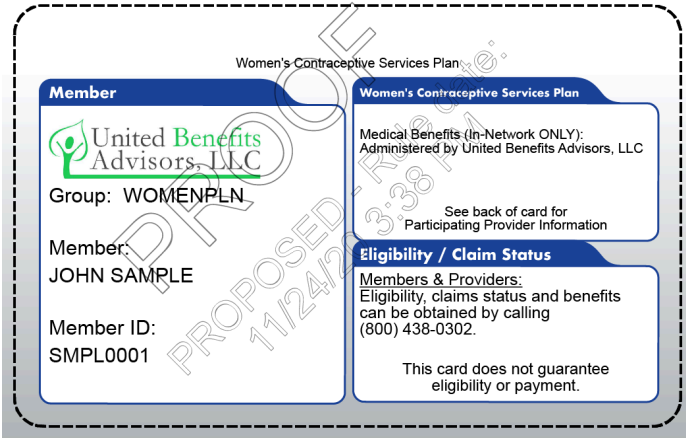 Women's Contraceptive Services Plan
Member
United Benefits
Advisors, LLC
Group: WOMENPLN
Member:
JOHN SAMPLE
Member ID:
SMPL0001
Women's Contraceptive Services Plan
Medical Benefits (In-Network ONLY):
Administered by United Benefits Advisors, LLC
See back of card for
Participating Provider Information
Eligibility / Claim Status
Members & Providers:
Eligibility, claims status and benefits
can be obtained by calling
(800) 438-0302.
This card does not guarantee
eligibility or payment.
PROOF
PROPOSED - Rule date:
3:38 PM